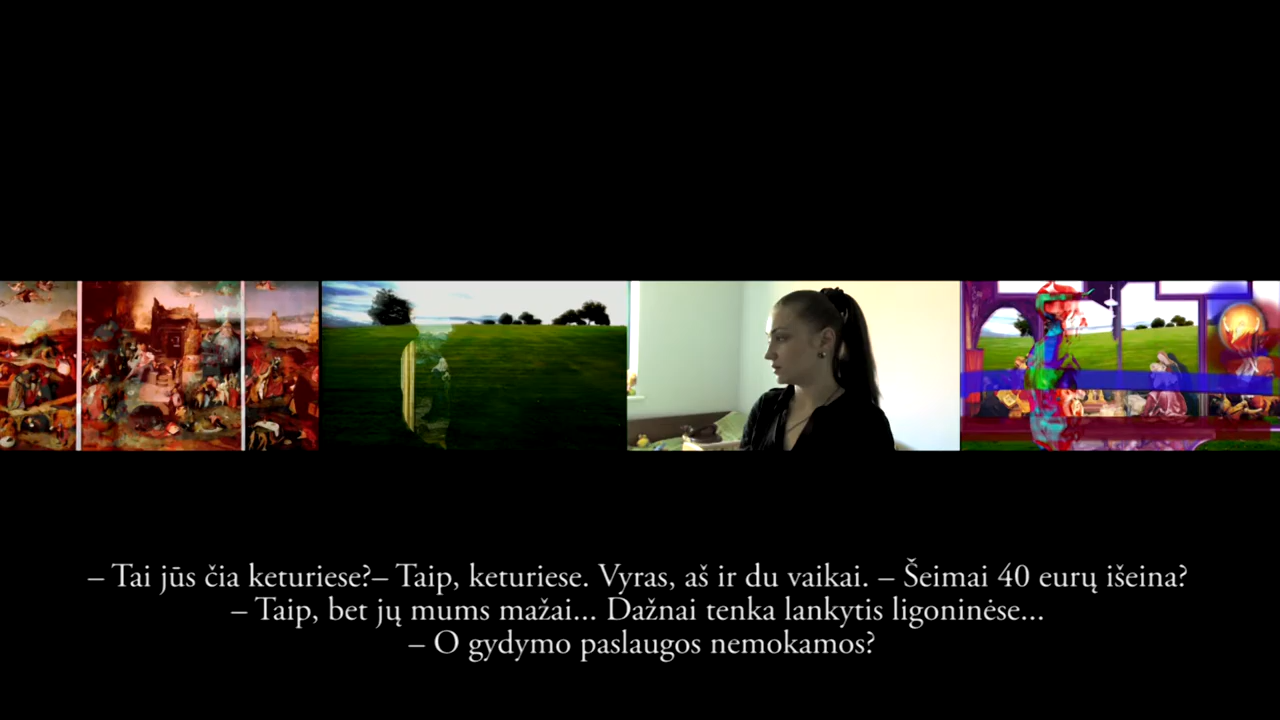 – Tai jūs čia keturiese?– Taip, keturiese. Vyras, aš ir du vaikai. – Šeimai 40 eurų išeina?
– Taip, bet jų mums mažai... Dažnai tenka lankytis ligoninėse...
– O gydymo paslaugos nemokamos?